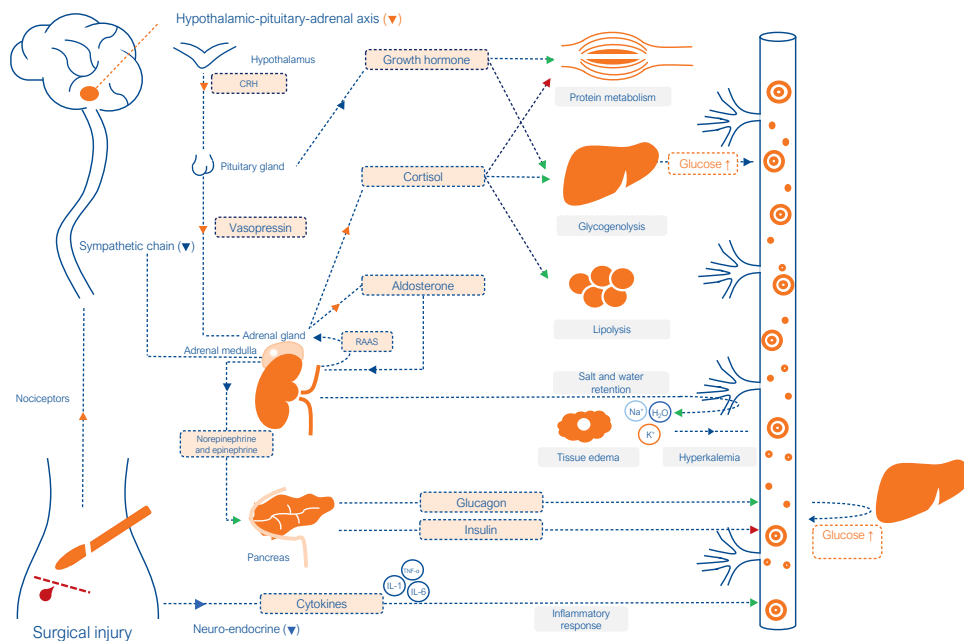 Hypothalamic-pituitary-adrenal axis (▼)
Hypothalamus
CRH
Growth hormone
Protein metabolism
Pituitary gland
Cortisol
Glucose ↑
Glycogenolysis
Vasopressin
Sympathetic chain (▼)
Aldosterone
Adrenal gland
RAAS
Lipolysis
Adrenal medulla
Salt and water
retention
Nociceptors
Na⁺
H₂O
K⁺
Norepinephrine
and epinephrine
Tissue edema
Hyperkalemia
Glucagon
Insulin
Glucose ↑
Pancreas
TNF-α
IL-1
IL-6
Cytokines
Inflammatory
response
Surgical injury
Neuro-endocrine (▼)